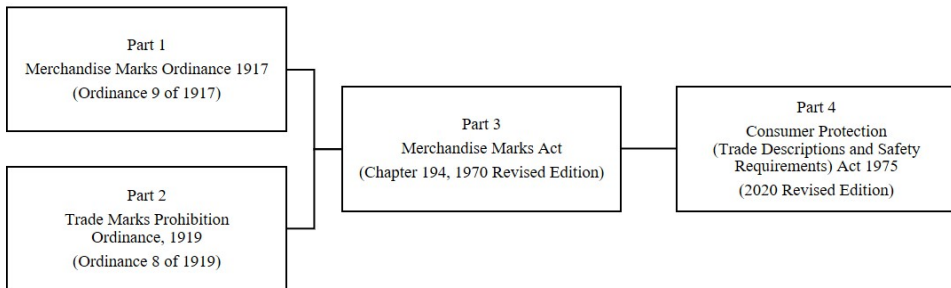 Part 1
Merchandise Marks Ordinance 1917
(Ordinance 9 of 1917)
Part 2
Trade Marks Prohibition
Ordinance, 1919
(Ordinance 8 of 1919)
Part 3
Merchandise Marks Act
(Chapter 194, 1970 Revised Edition)
Part 4
Consumer Protection
(Trade Descriptions and Safety
Requirements) Act 1975
(2020 Revised Edition)